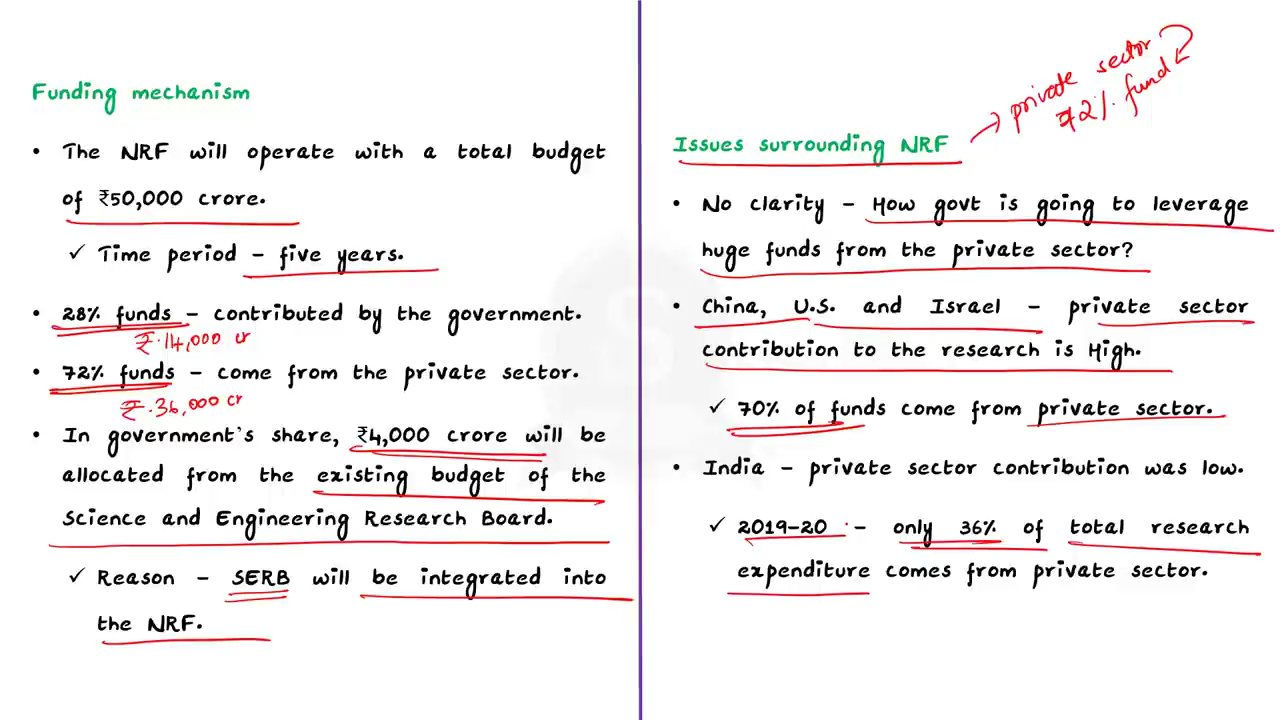 Funding mechanism
• The NRF will operate with a total budget
of ₹50,000 crore.
✓ Time period – five years.
• 28% funds – contributed by the government.
₹.14,000 cr
• 72% funds – come from the private sector.
₹.36,000 cr
• In government's share, ₹4,000 crore will be
allocated from the existing budget of the
Science and Engineering Research Board.
✓ Reason – SERB will be integrated into
the NRF.
private sector
72% fund
Issues surrounding NRF
• No clarity – How govt is going to leverage
huge funds from the private sector?
• China, U.S. and Israel – private sector
contribution to the research is High.
✓ 70% of funds come from private sector.
• India – private sector contribution was low.
✓ 2019-20 – only 36% of total research
expenditure comes from private sector.